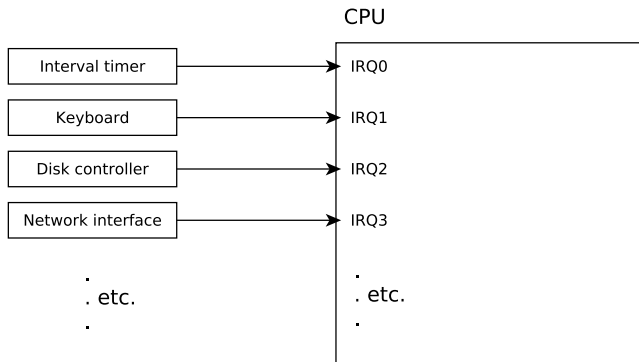 CPU
Interval timer
IRQ0
Keyboard
IRQ1
Disk controller
IRQ2
Network interface
IRQ3
.
. etc.
.
.
. etc.
.